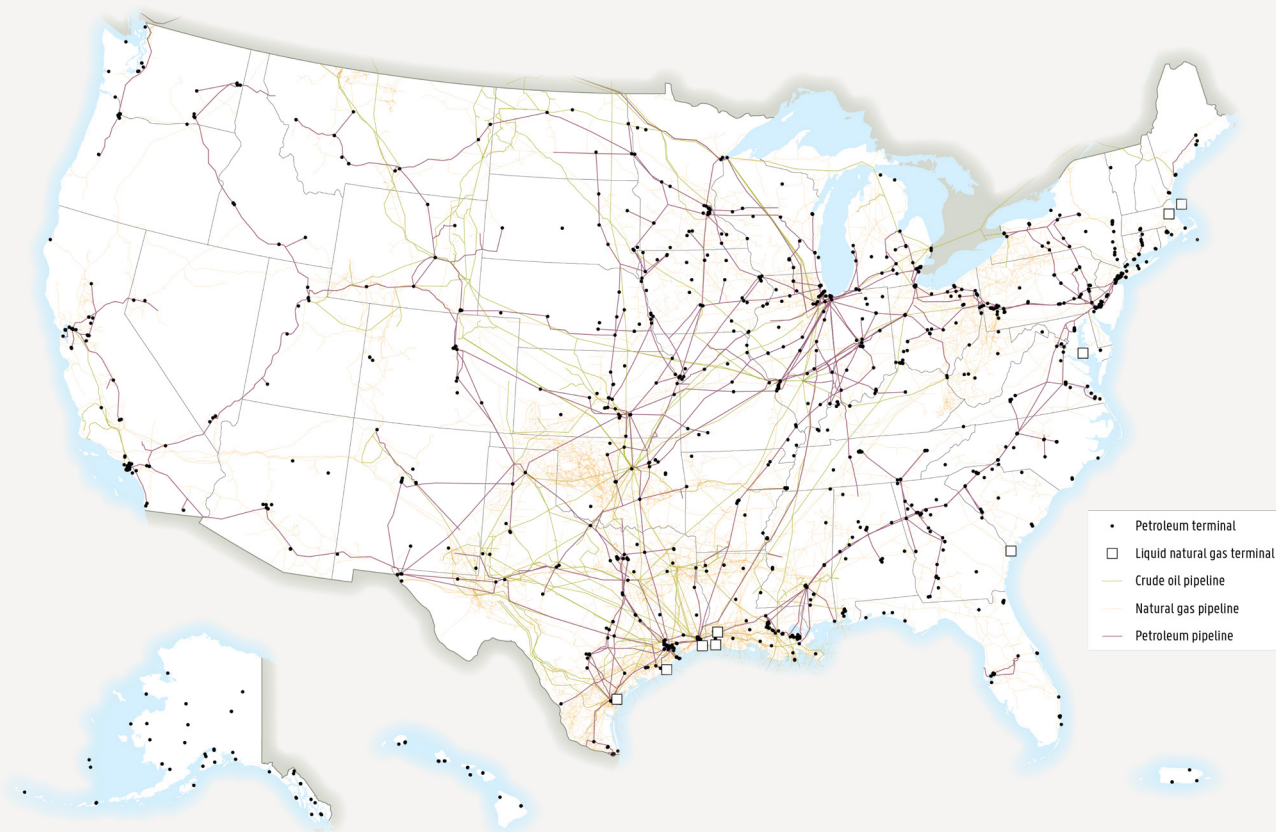 Petroleum terminal
Liquid natural gas terminal
Crude oil pipeline
Natural gas pipeline
Petroleum pipeline